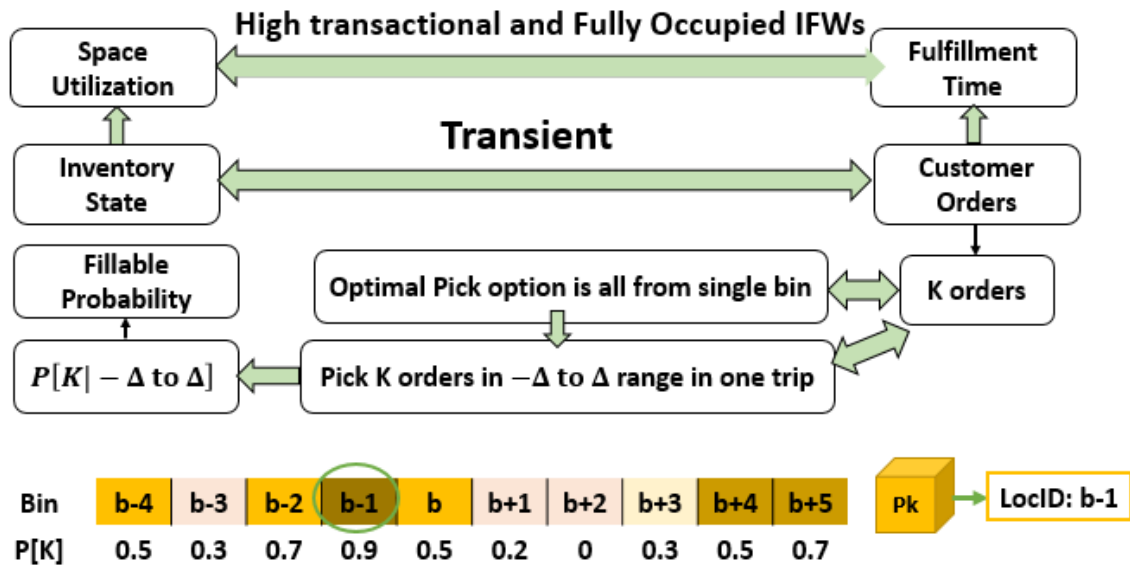 High transactional and Fully Occupied IFWs
Space
Utilization
Fulfillment
Time
Transient
Inventory
State
Customer
Orders
Fillable
Probability
Optimal Pick option is all from single bin
K orders
P[K| − Δ to Δ]
Pick K orders in −Δ to Δ range in one trip
Bin b-4 b-3 b-2 b-1 b b+1 b+2 b+3 b+4 b+5
P[K] 0.5 0.3 0.7 0.9 0.5 0.2 0 0.3 0.5 0.7
Pk
LocID: b-1